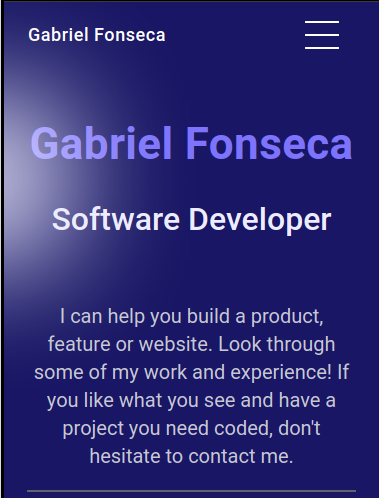 Gabriel Fonseca
Gabriel Fonseca
Software Developer
I can help you build a product,
feature or website. Look through
some of my work and experience! If
you like what you see and have a
project you need coded, don't
hesitate to contact me.